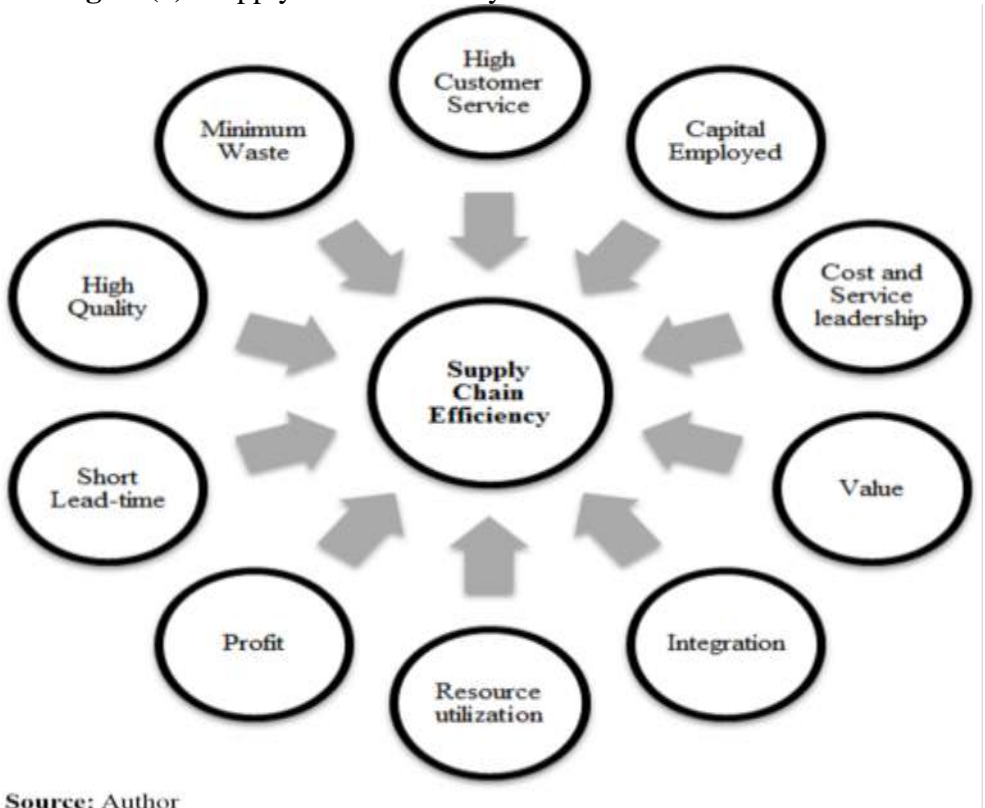 High
Customer
Service
Capital
Employed
Cost and
Service
leadership
Value
Integration
Resource
utilization
Profit
Short
Lead-time
High
Quality
Minimum
Waste
Supply
Chain
Efficiency
Source: Author